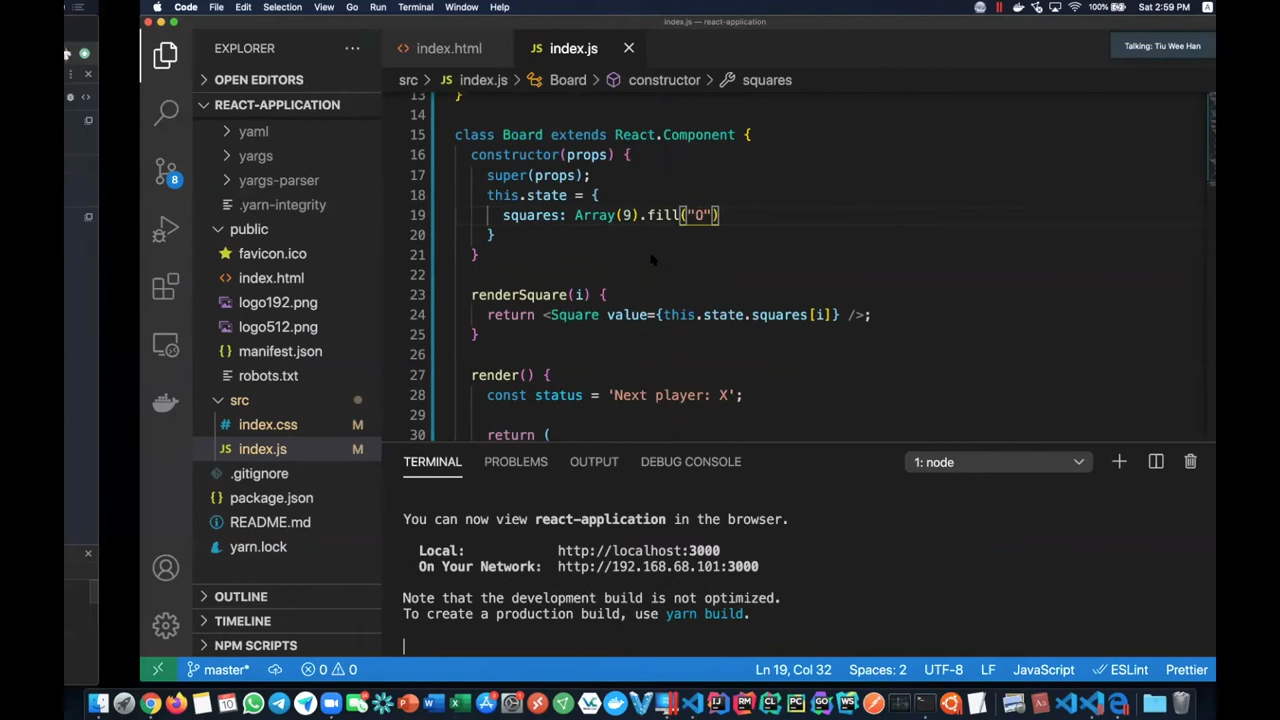 Code File Edit Selection View Go Run Terminal Window Help
100% Sat 2:59 PM A
index.js — react-application
Talking: Tiu Wee Han
EXPLORER
index.html
JS index.js
src > JS index.js > Board > constructor > squares
OPEN EDITORS
REACT-APPLICATION
yaml
yargs
yargs-parser
.yarn-integrity
public
favicon.ico
index.html
logo192.png
logo512.png
manifest.json
robots.txt
src
# index.css M
JS index.js M
.gitignore
package.json
README.md
yarn.lock
OUTLINE
TIMELINE
NPM SCRIPTS
8
13 }
14
15 class Board extends React.Component {
16 constructor(props) {
17 super(props);
18 this.state = {
19 squares: Array(9).fill("O")
20 }
21 }
22
23 renderSquare(i) {
24 return <Square value={this.state.squares[i]} />;
25 }
26
27 render() {
28 const status = 'Next player: X';
29
30 return (
TERMINAL PROBLEMS OUTPUT DEBUG CONSOLE 1: node
You can now view react-application in the browser.
Local: http://localhost:3000
On Your Network: http://192.168.68.101:3000
Note that the development build is not optimized.
To create a production build, use yarn build.
master* 0 0 Ln 19, Col 32 Spaces: 2 UTF-8 LF JavaScript ESLint Prettier